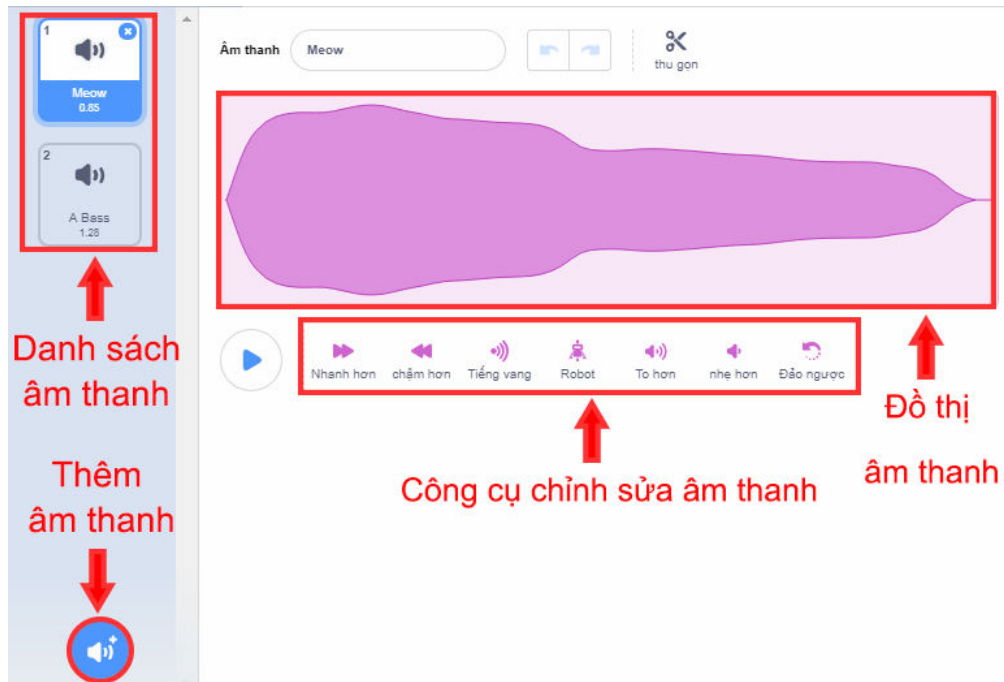 1
Meow
0.85
2
A Bass
1.28
Danh sách
âm thanh
Thêm
âm thanh
Âm thanh
Meow
thu gọn
Nhanh hơn
chậm hơn
Tiếng vang
Robot
To hơn
nhẹ hơn
Đảo ngược
Công cụ chỉnh sửa âm thanh
Đồ thị
âm thanh